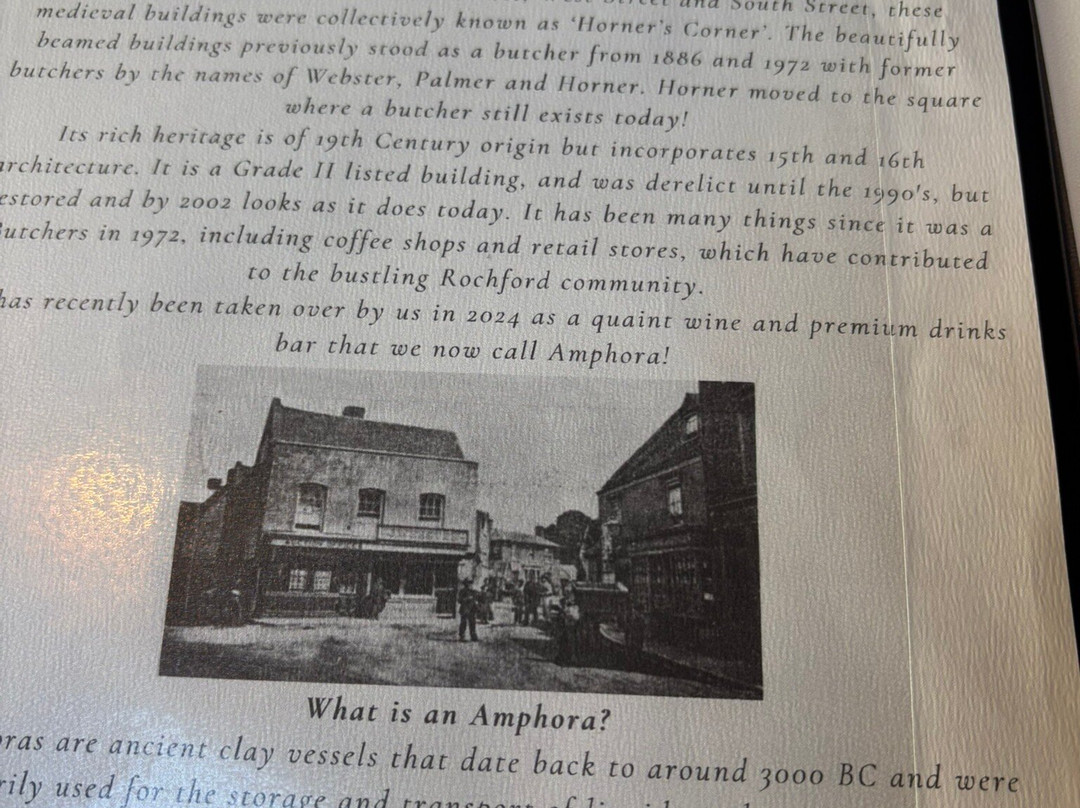 Street and South Street, these
medieval buildings were collectively known as 'Horner's Corner'. The beautifully
beamed buildings previously stood as a butcher from 1886 and 1972 with former
butchers by the names of Webster, Palmer and Horner. Horner moved to the square
where a butcher still exists today!
Its rich heritage is of 19th Century origin but incorporates 15th and 16th
architecture. It is a Grade II listed building, and was derelict until the 1990's, but
estored and by 2002 looks as it does today. It has been many things since it was a
Butchers in 1972, including coffee shops and retail stores, which have contributed
to the bustling Rochford community.
has recently been taken over by us in 2024 as a quaint wine and premium drinks
bar that we now call Amphora!
What is an Amphora?
oras are ancient clay vessels that date back to around 3000 BC and were
rily used for the storage and